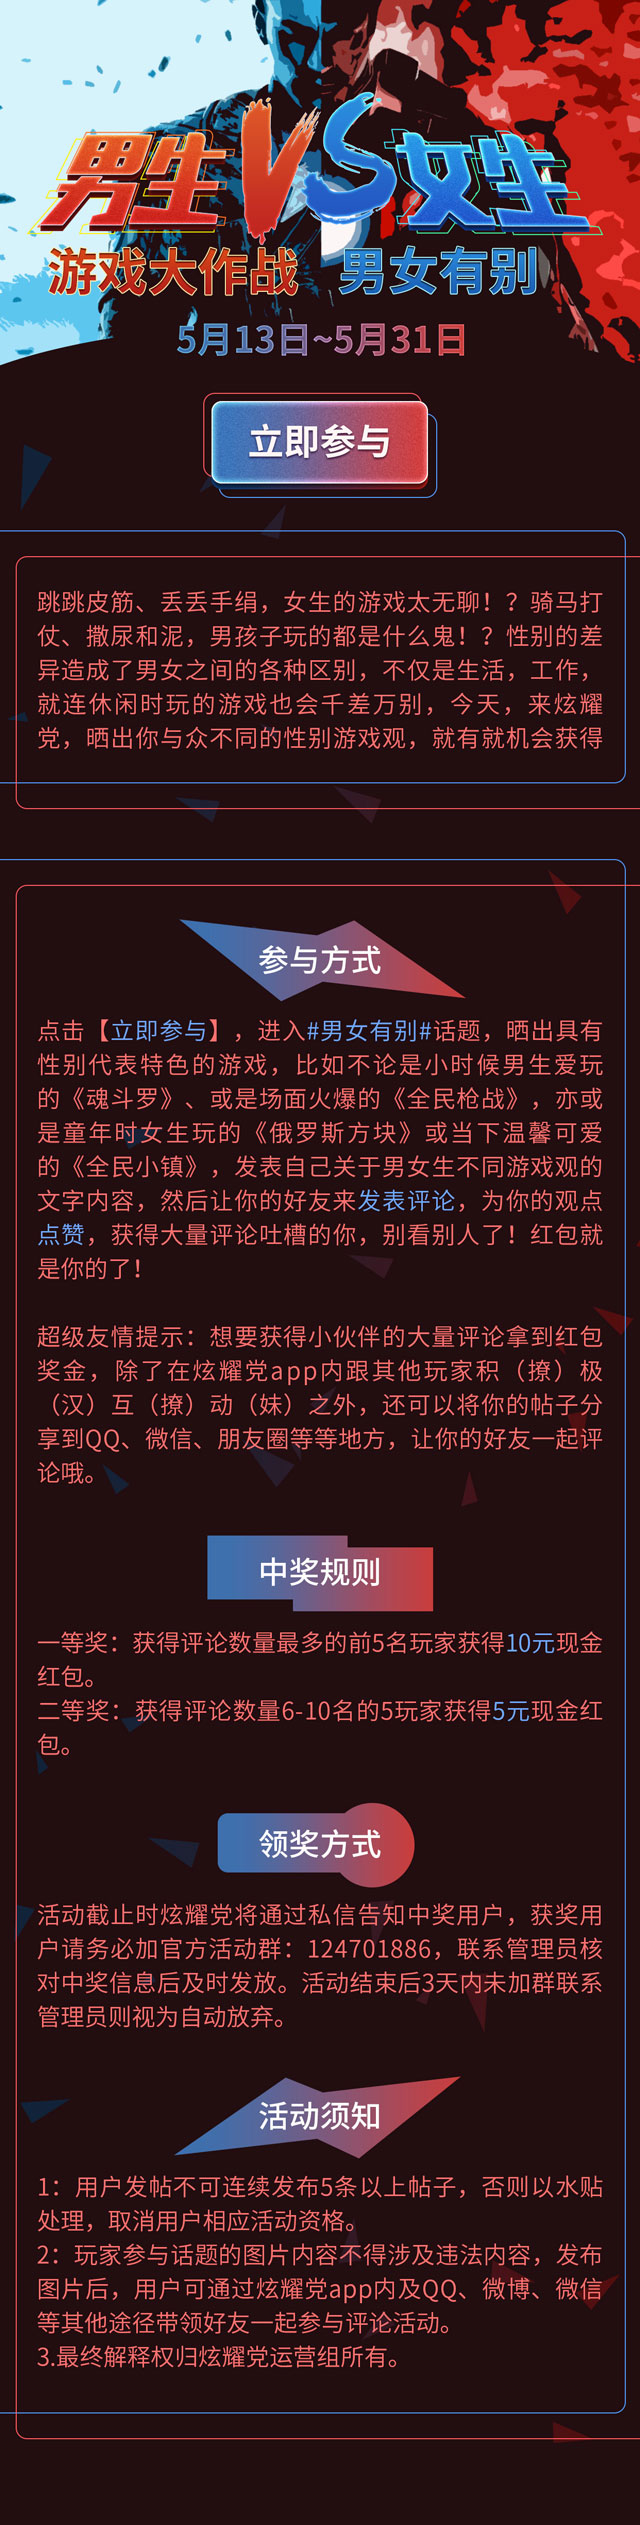 男生VS女生
游戏大作战 男女有别
5月13日~5月31日
立即参与
跳跳皮筋、丢丢手绢，女生的游戏太无聊！？骑马打
仗、撒尿和泥，男孩子玩的都是什么鬼！？性别的差
异造成了男女之间的各种区别，不仅是生活，工作，
就连休闲时玩的游戏也会千差万别，今天，来炫耀
党，晒出你与众不同的性别游戏观，就有就机会获得
参与方式
点击【立即参与】，进入#男女有别#话题，晒出具有
性别代表特色的游戏，比如不论是小时候男生爱玩
的《魂斗罗》、或是场面火爆的《全民枪战》，亦或
是童年时女生玩的《俄罗斯方块》或当下温馨可爱
的《全民小镇》，发表自己关于男女生不同游戏观的
文字内容，然后让你的好友来发表评论，为你的观点
点赞，获得大量评论吐槽的你，别看别人了！红包就
是你的了！
超级友情提示：想要获得小伙伴的大量评论拿到红包
奖金，除了在炫耀党app内跟其他玩家积（撩）极
（汉）互（撩）动（妹）之外，还可以将你的帖子分
享到QQ、微信、朋友圈等等地方，让你的好友一起评
论哦。
中奖规则
一等奖：获得评论数量最多的前5名玩家获得10元现金
红包。
二等奖：获得评论数量6-10名的5玩家获得5元现金红
包。
领奖方式
活动截止时炫耀党将通过私信告知中奖用户，获奖用
户请务必加官方活动群：124701886，联系管理员核
对中奖信息后及时发放。活动结束后3天内未加群联系
管理员则视为自动放弃。
活动须知
1：用户发帖不可连续发布5条以上帖子，否则以水贴
处理，取消用户相应活动资格。
2：玩家参与话题的图片内容不得涉及违法内容，发布
图片后，用户可通过炫耀党app内及QQ、微博、微信
等其他途径带领好友一起参与评论活动。
3.最终解释权归炫耀党运营组所有。